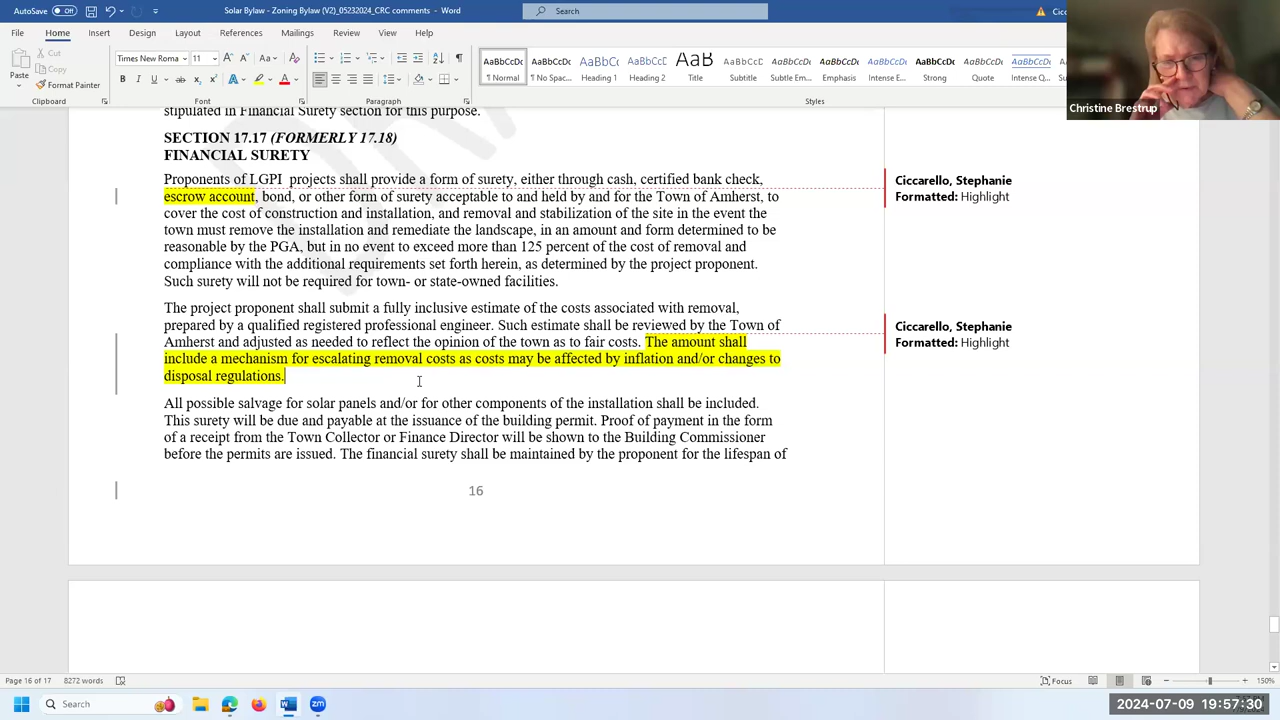 AutoSave Off Solar Bylaw - Zoning Bylaw (V2)_05232024_CRC comments - Word Search Cicc
File Home Insert Design Layout References Mailings Review View Help
Paste Cut Copy Format Painter Clipboard
Times New Roma 11 Aa B I U ab x x A A A Font
Paragraph
AaBbCcDc AaBbCcDc AaBbC AaBbCcD AaB AaBbCcD AaBbCcDc AaBbCcDc AaBbCcDc AaBbCcDc AaBbCcDc AaBbCcDc
¶ Normal ¶ No Spac... Heading 1 Heading 2 Title Subtitle Subtle Em... Emphasis Intense E... Strong Quote Intense Q...
Styles
Christine Brestrup
stipulated in Financial Surety section for this purpose.
SECTION 17.17 (FORMERLY 17.18)
FINANCIAL SURETY
Proponents of LGPI projects shall provide a form of surety, either through cash, certified bank check,
escrow account, bond, or other form of surety acceptable to and held by and for the Town of Amherst, to
cover the cost of construction and installation, and removal and stabilization of the site in the event the
town must remove the installation and remediate the landscape, in an amount and form determined to be
reasonable by the PGA, but in no event to exceed more than 125 percent of the cost of removal and
compliance with the additional requirements set forth herein, as determined by the project proponent.
Such surety will not be required for town- or state-owned facilities.
The project proponent shall submit a fully inclusive estimate of the costs associated with removal,
prepared by a qualified registered professional engineer. Such estimate shall be reviewed by the Town of
Amherst and adjusted as needed to reflect the opinion of the town as to fair costs. The amount shall
include a mechanism for escalating removal costs as costs may be affected by inflation and/or changes to
disposal regulations.
All possible salvage for solar panels and/or for other components of the installation shall be included.
This surety will be due and payable at the issuance of the building permit. Proof of payment in the form
of a receipt from the Town Collector or Finance Director will be shown to the Building Commissioner
before the permits are issued. The financial surety shall be maintained by the proponent for the lifespan of
16
Ciccarello, Stephanie
Formatted: Highlight
Ciccarello, Stephanie
Formatted: Highlight
Page 16 of 17 8272 words Focus 150%
Search
2024-07-09 19:57:30